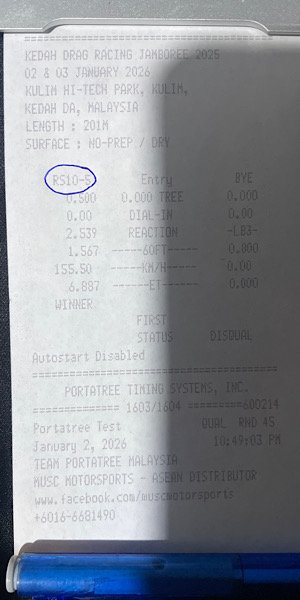 KEDAH DRAG RACING JAMBOREE 2025
02 & 03 JANUARY 2026
KULIM HI-TECH PARK, KULIM,
KEDAH DA, MALAYSIA
LENGTH : 201M
SURFACE : NO-PREP / DRY
RS10-5 Entry BYE
0.500 0.000 TREE 0.000
0.00 DIAL-IN 0.00
2.539 REACTION -LB3-
1.567 -----60FT----- 0.000
155.50 -----KM/H----- 0.00
6.887 ------ET------ 0.000
WINNER
FIRST
STATUS DISQUAL
Autostart Disabled
========================================
PORTATREE TIMING SYSTEMS, INC.
============== 1603/1604 =========600214
Portatree Test QUAL RND 45
January 2, 2026 10:49:03 PM
TEAM PORTATREE MALAYSIA
MUSC MOTORSPORTS - ASEAN DISTRIBUTOR
www.facebook.com/muscmotorsports
+6016-6681490